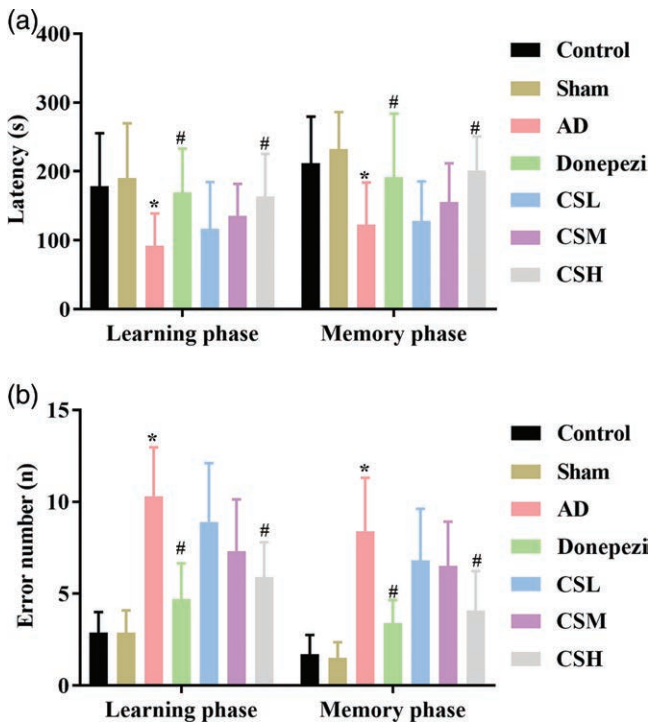 (a)
Latency (s)
400
300
200
100
0
*
#
#
*
#
#
Learning phase
Memory phase
Control
Sham
AD
Donepezi
CSL
CSM
CSH
(b)
Error number (n)
15
10
5
0
*
#
#
*
#
#
Learning phase
Memory phase
Control
Sham
AD
Donepezi
CSL
CSM
CSH